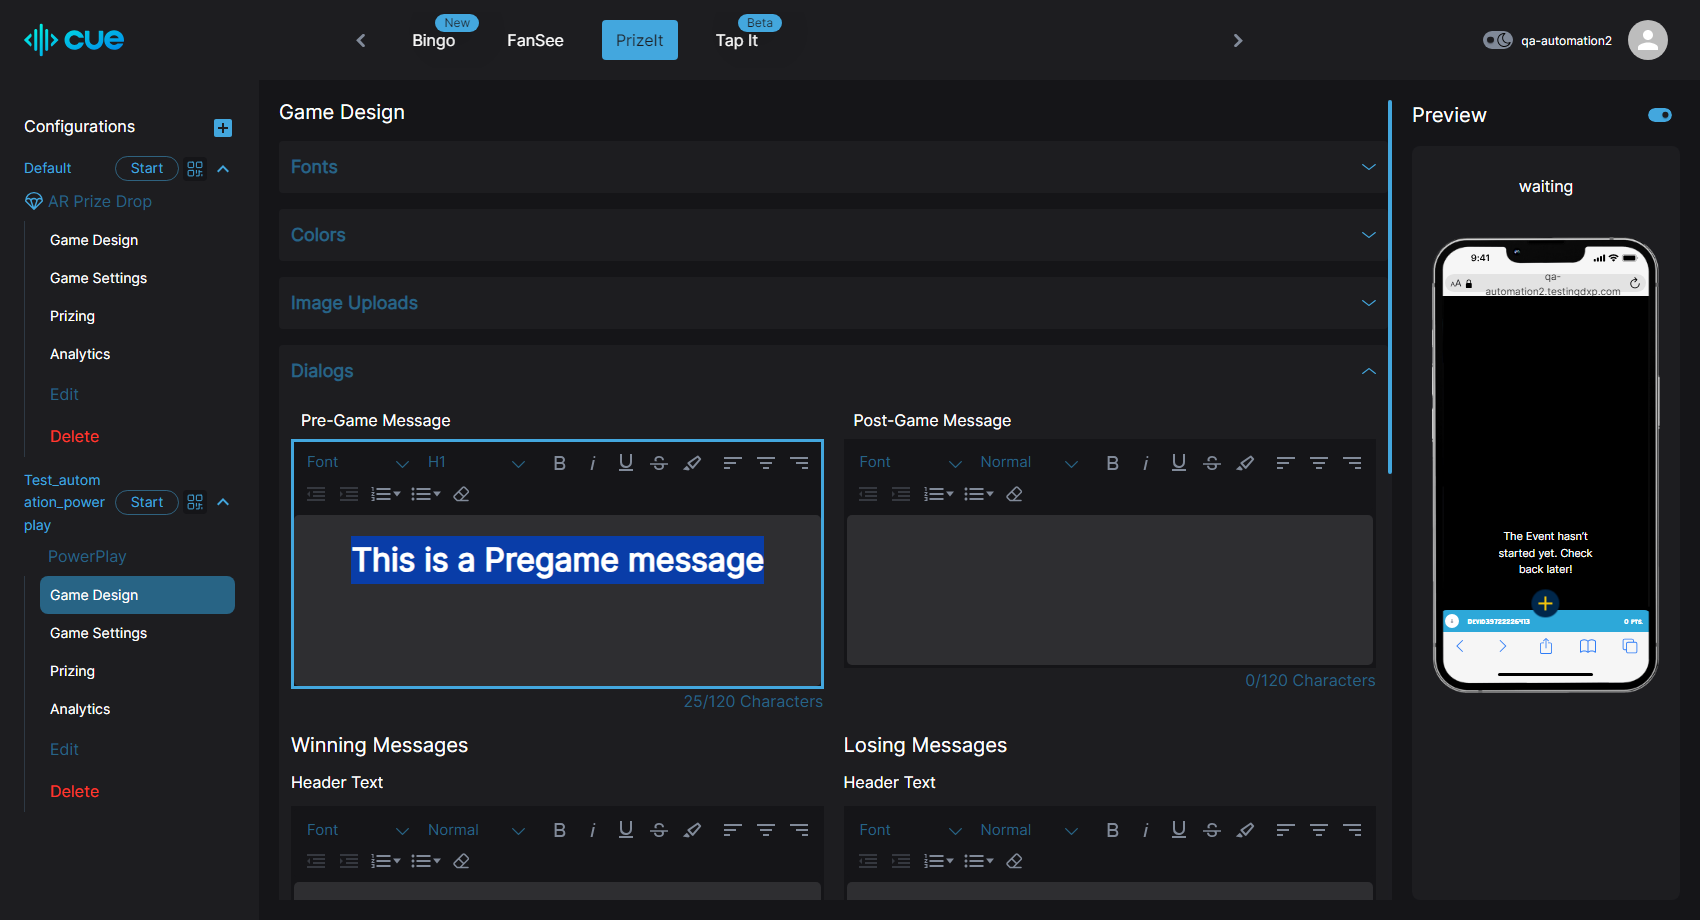 cue
New
Bingo
FanSee
PrizeIt
Beta
Tap It
qa-automation2
Configurations
Default
Start
AR Prize Drop
Game Design
Game Settings
Prizing
Analytics
Edit
Delete
Test_autom
ation_power
play
Start
PowerPlay
Game Design
Game Settings
Prizing
Analytics
Edit
Delete
Game Design
Fonts
Colors
Image Uploads
Dialogs
Pre-Game Message
Font H1
This is a Pregame message
25/120 Characters
Post-Game Message
Font Normal
0/120 Characters
Winning Messages
Header Text
Font Normal
Losing Messages
Header Text
Font Normal
Preview
waiting
9:41
AA
qa-
automation2.testingdxp.com
The Event hasn't
started yet. Check
back later!
0 PTS.